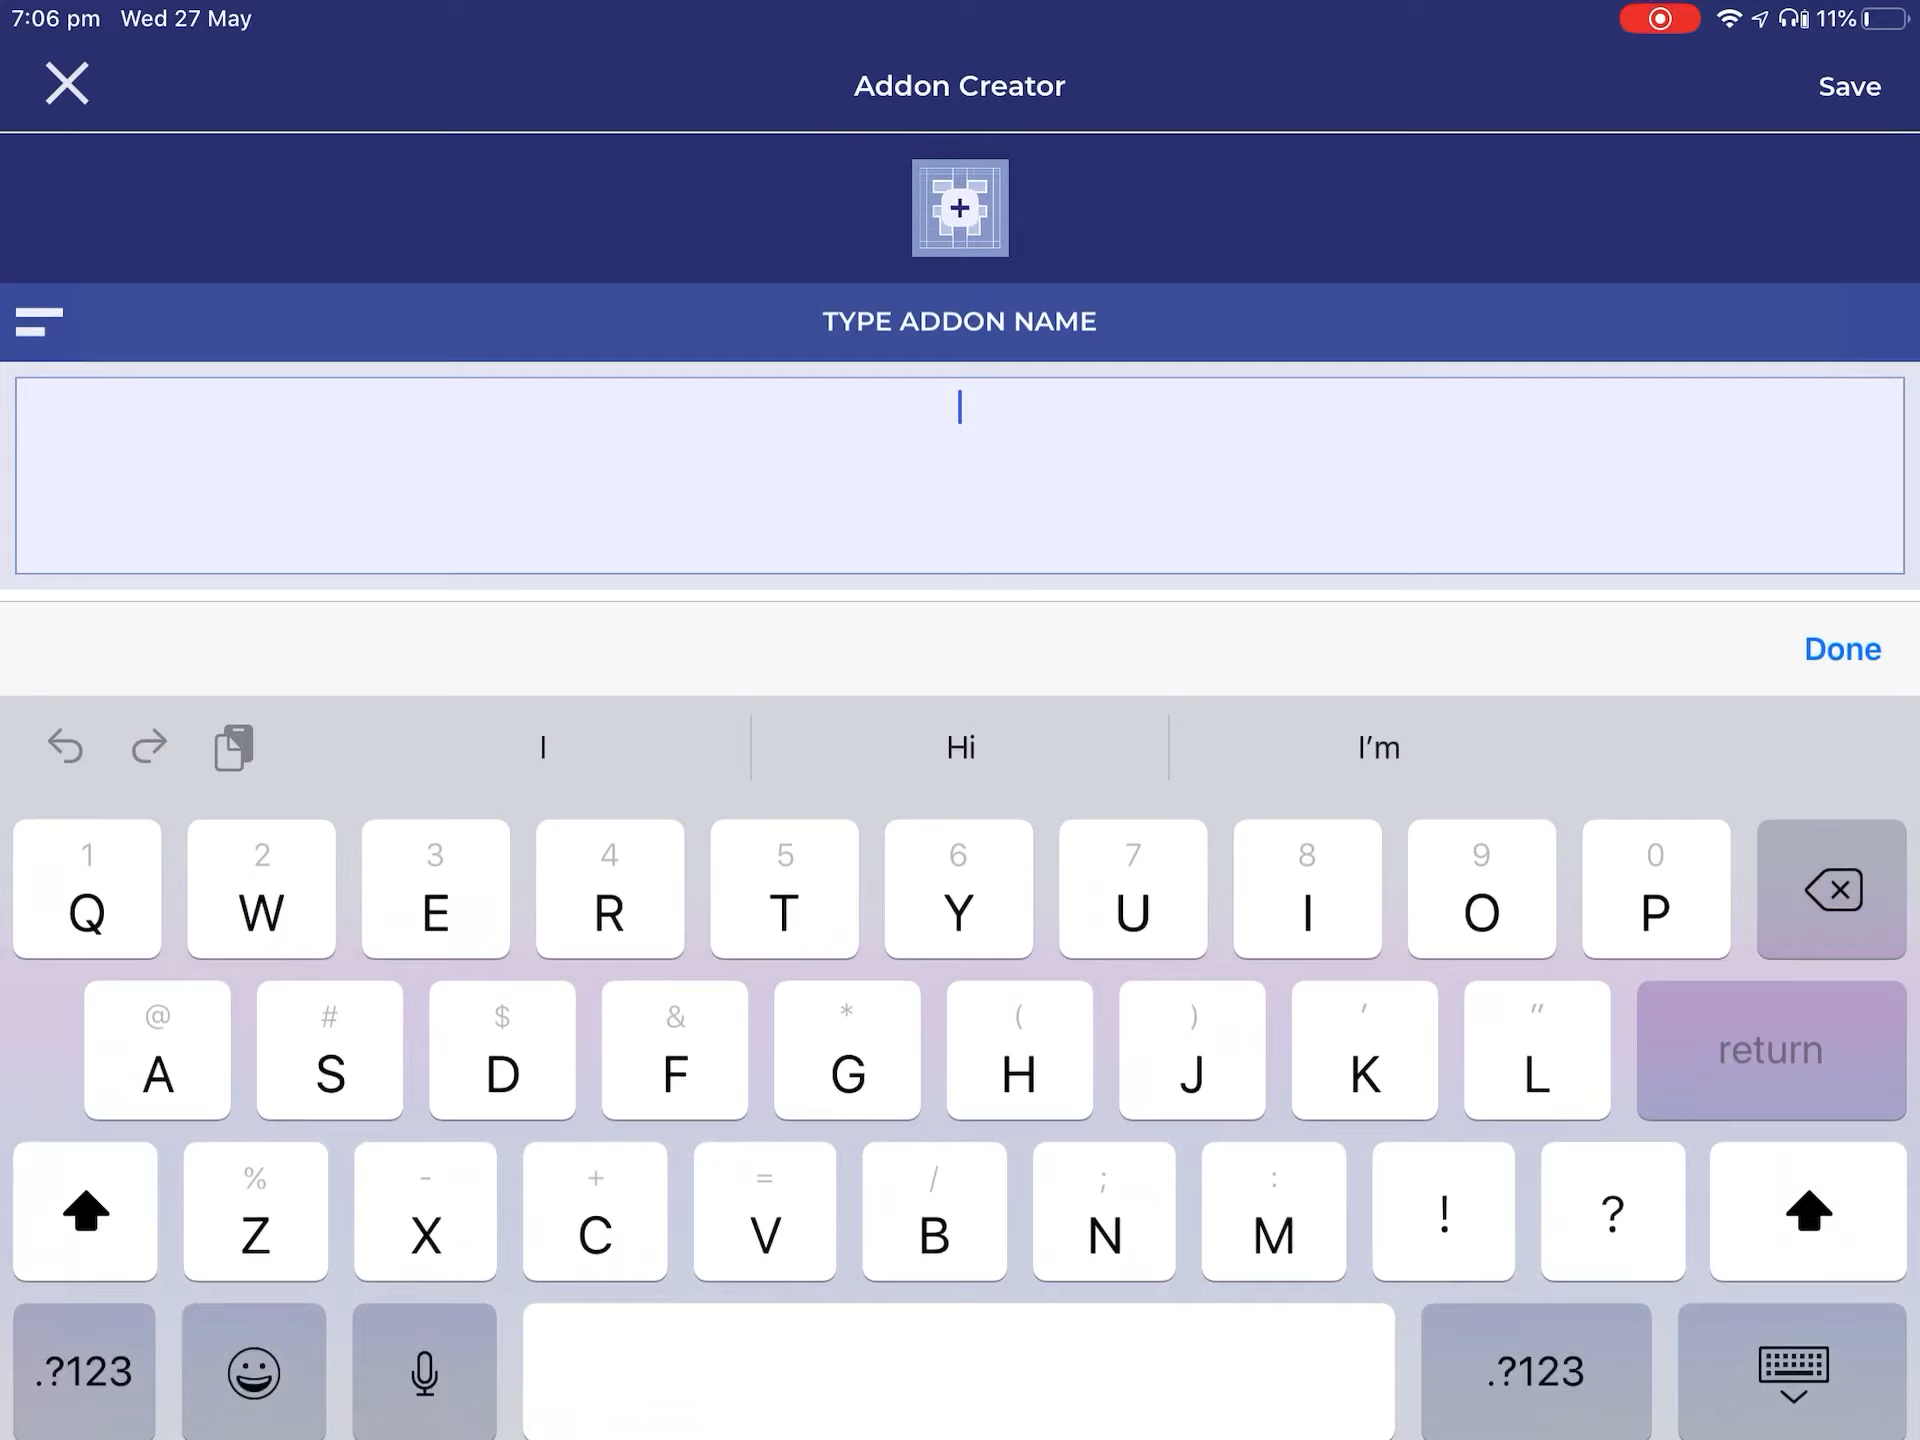 7:06 pm Wed 27 May 11%
Addon Creator Save
TYPE ADDON NAME
Done
I Hi I’m
1 2 3 4 5 6 7 8 9 0
Q W E R T Y U I O P
@ # $ & * ( ) ′ ″
A S D F G H J K L return
% - + = / ; :
Z X C V B N M ! ?
.?123 .?123